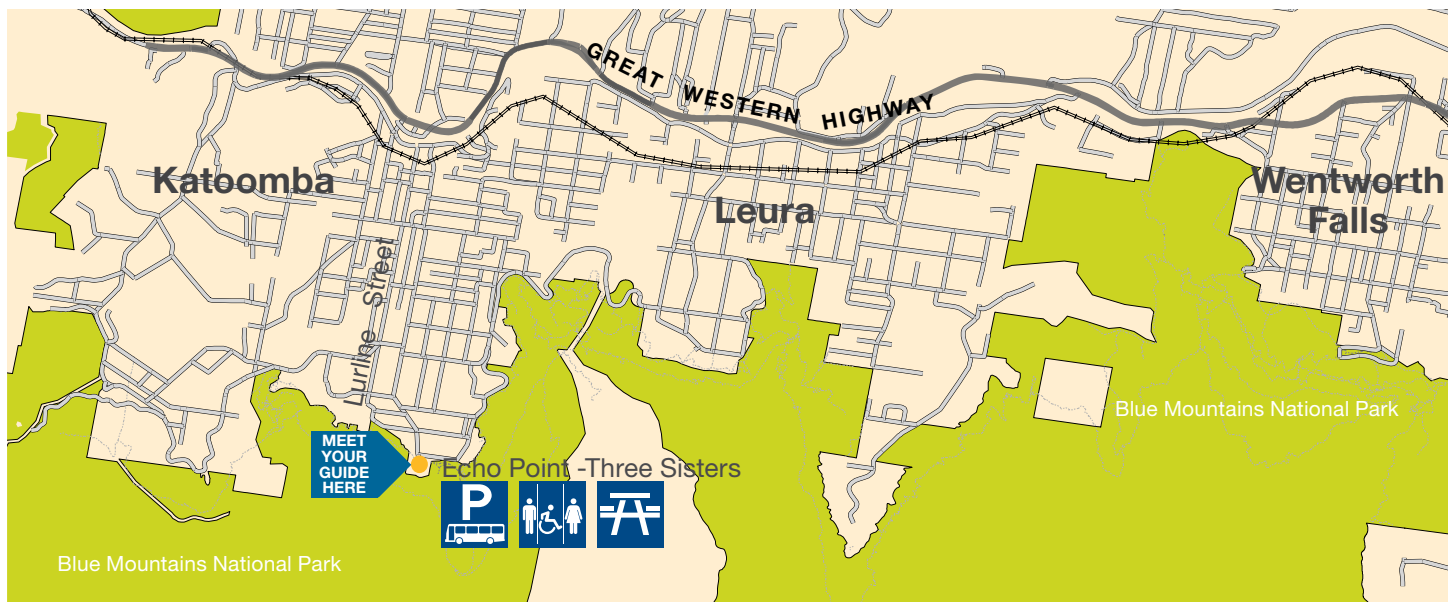 GREAT WESTERN HIGHWAY
Katoomba
Leura
Wentworth
Falls
Lurline Street
Blue Mountains National Park
MEET
YOUR
GUIDE
HERE
Echo Point -Three Sisters
P
Blue Mountains National Park